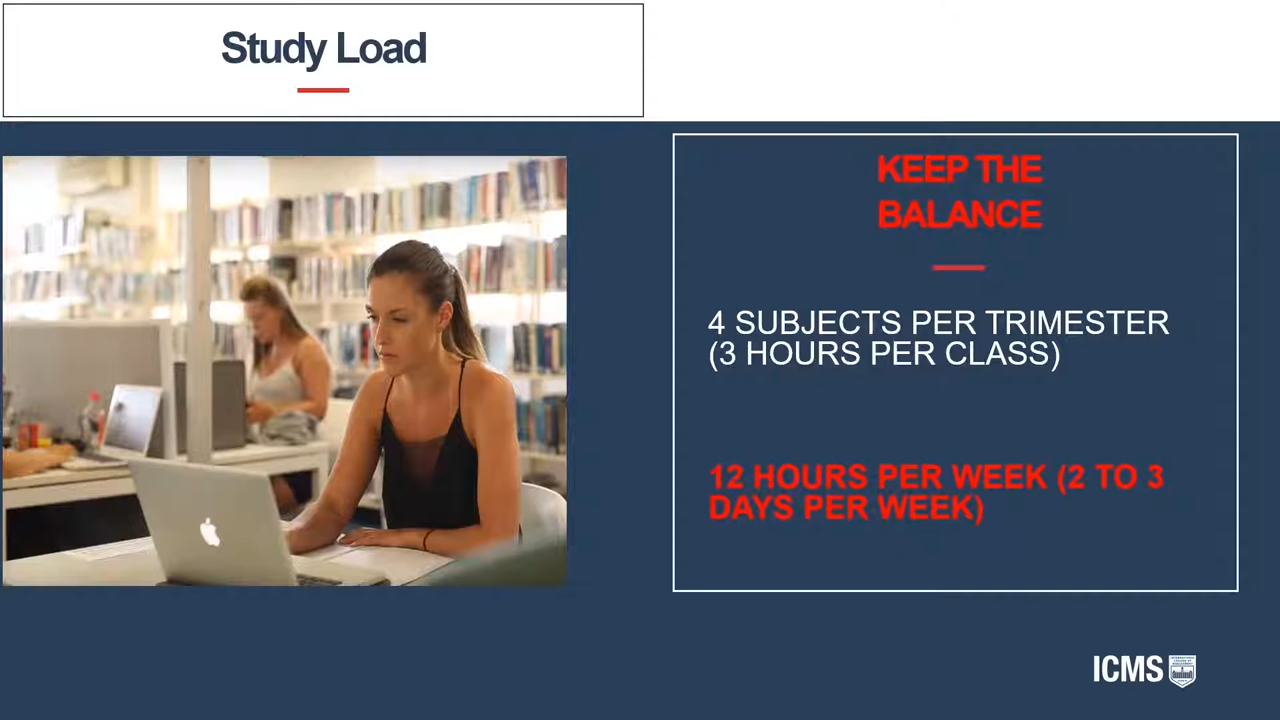 Study Load
KEEP THE
BALANCE
4 SUBJECTS PER TRIMESTER
(3 HOURS PER CLASS)
12 HOURS PER WEEK (2 TO 3
DAYS PER WEEK)
ICMS